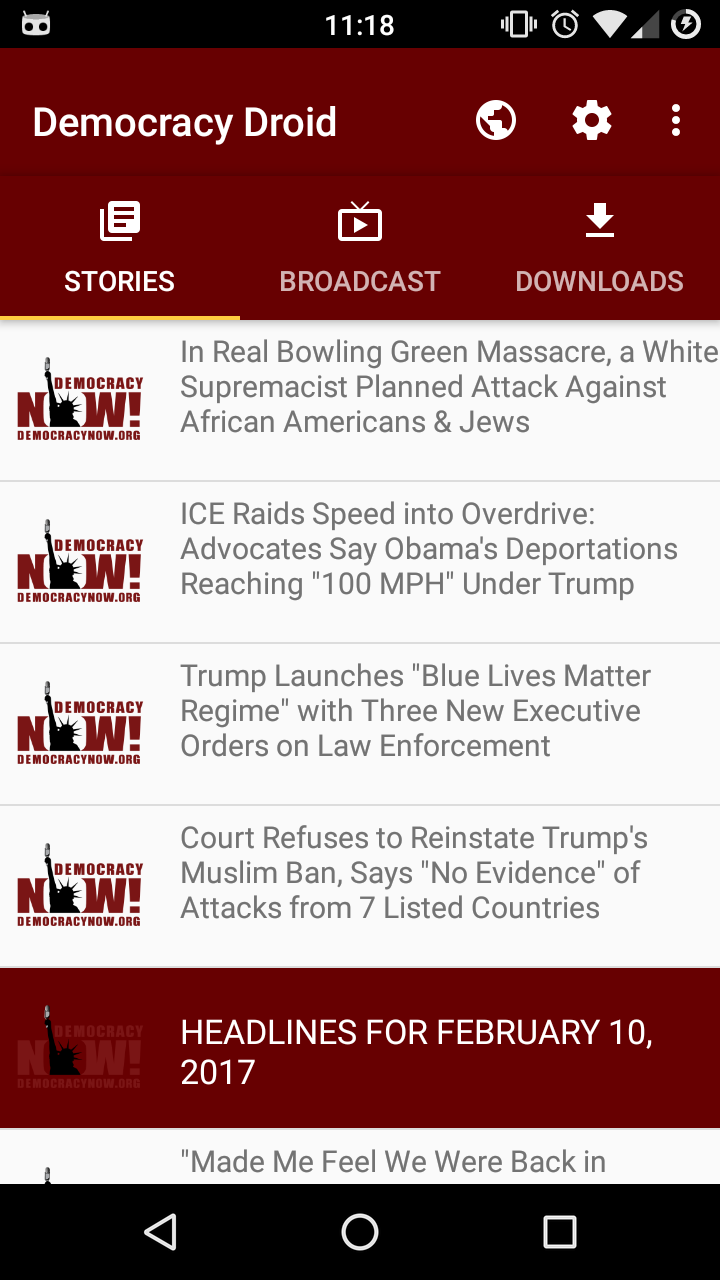 11:18
Democracy Droid
STORIES
BROADCAST
DOWNLOADS
DEMOCRACY
NOW!
DEMOCRACYNOW.ORG
In Real Bowling Green Massacre, a White
Supremacist Planned Attack Against
African Americans & Jews
DEMOCRACY
NOW!
DEMOCRACYNOW.ORG
ICE Raids Speed into Overdrive:
Advocates Say Obama's Deportations
Reaching "100 MPH" Under Trump
DEMOCRACY
NOW!
DEMOCRACYNOW.ORG
Trump Launches "Blue Lives Matter
Regime" with Three New Executive
Orders on Law Enforcement
DEMOCRACY
NOW!
DEMOCRACYNOW.ORG
Court Refuses to Reinstate Trump's
Muslim Ban, Says "No Evidence" of
Attacks from 7 Listed Countries
DEMOCRACY
NOW!
DEMOCRACYNOW.ORG
HEADLINES FOR FEBRUARY 10,
2017
"Made Me Feel We Were Back in